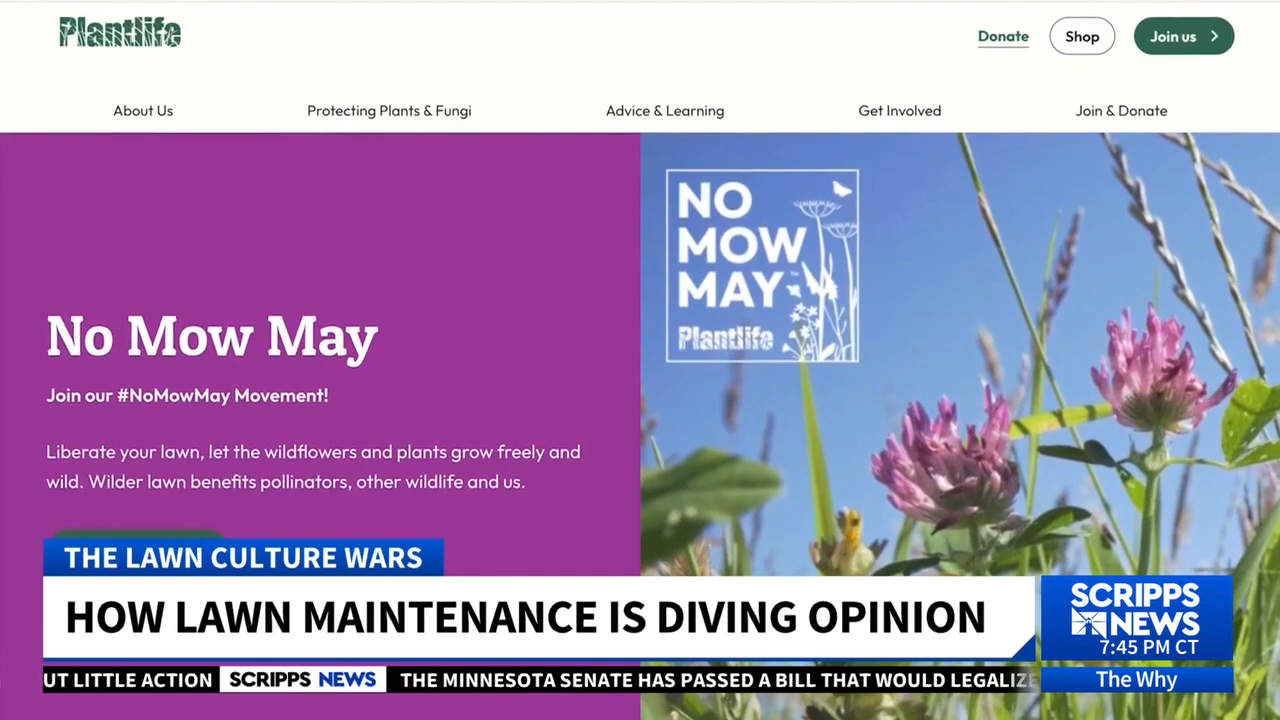 Plantlife
Donate
Shop
Join us
About Us
Protecting Plants & Fungi
Advice & Learning
Get Involved
Join & Donate
NO
MOW
MAY
Plantlife
No Mow May
Join our #NoMowMay Movement!
Liberate your lawn, let the wildflowers and plants grow freely and
wild. Wilder lawn benefits pollinators, other wildlife and us.
THE LAWN CULTURE WARS
HOW LAWN MAINTENANCE IS DIVING OPINION
SCRIPPS
NEWS
7:45 PM CT
UT LITTLE ACTION SCRIPPS NEWS THE MINNESOTA SENATE HAS PASSED A BILL THAT WOULD LEGALIZE
The Why